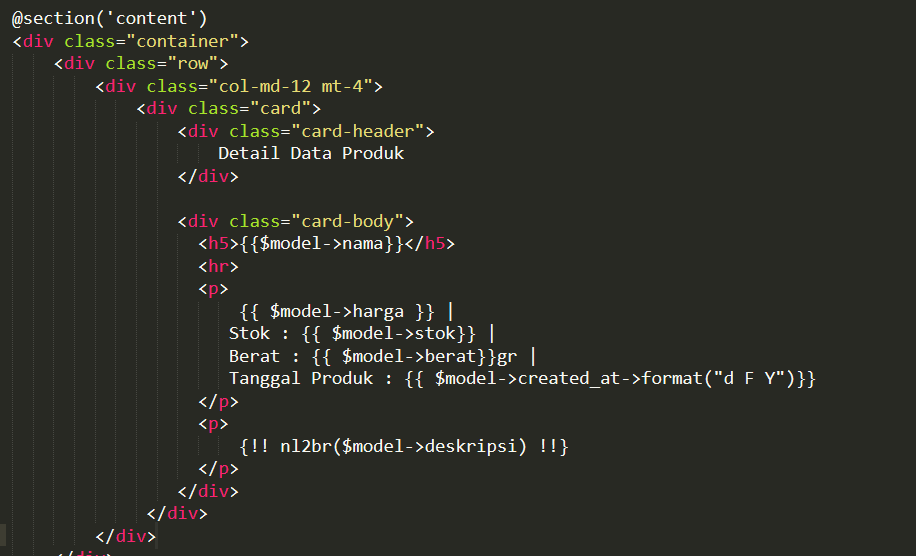 @section('content')
<div class="container">
<div class="row">
<div class="col-md-12 mt-4">
<div class="card">
<div class="card-header">
Detail Data Produk
</div>
<div class="card-body">
<h5>{{$model->nama}}</h5>
<hr>
<p>
{{ $model->harga }} |
Stok : {{ $model->stok}} |
Berat : {{ $model->berat}}gr |
Tanggal Produk : {{ $model->created_at->format("d F Y")}}
</p>
<p>
{!! nl2br($model->deskripsi) !!}
</p>
</div>
</div>
</div>